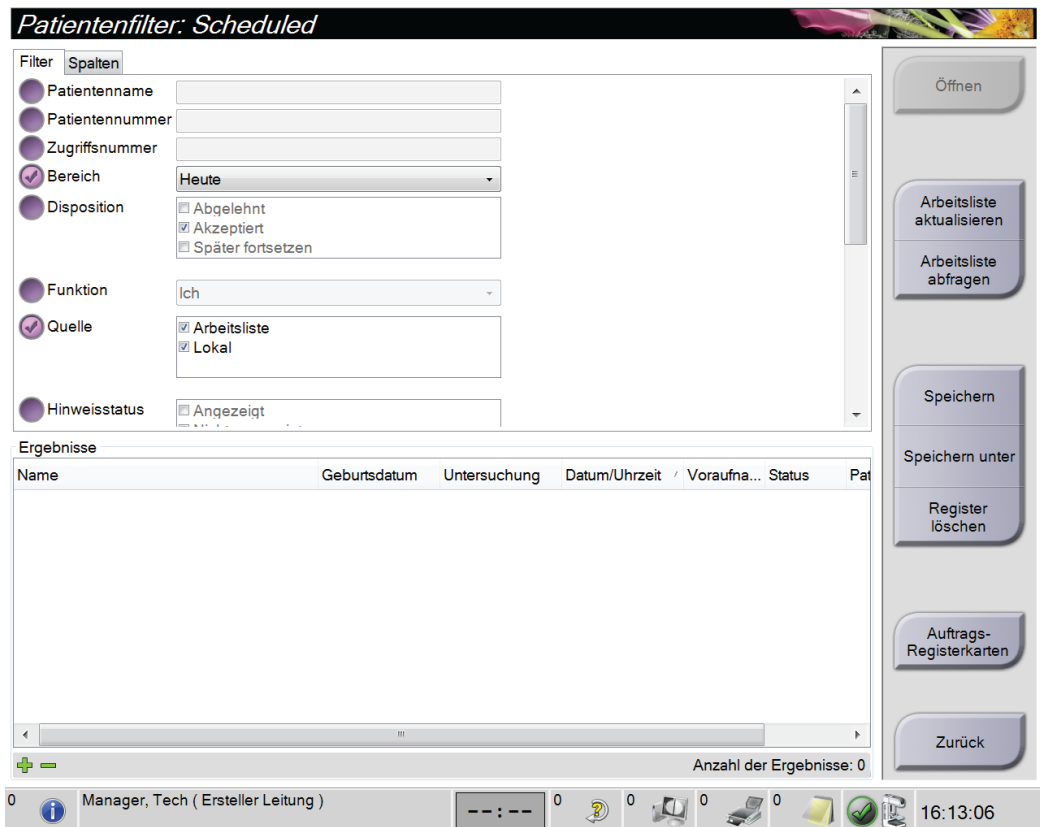 Patientenfilter: Scheduled
Filter Spalten
Patientenname
Patientennummer
Zugriffsnummer
Bereich Heute
Disposition Abgelehnt
Akzeptiert
Später fortsetzen
Funktion Ich
Quelle Arbeitsliste
Lokal
Hinweisstatus Angezeigt
Ergebnisse
Name Geburtsdatum Untersuchung Datum/Uhrzeit Voraufna... Status Pat
Anzahl der Ergebnisse: 0
Öffnen
Arbeitsliste
aktualisieren
Arbeitsliste
abfragen
Speichern
Speichern unter
Register
löschen
Auftrags-
Registerkarten
Zurück
0 Manager, Tech ( Ersteller Leitung ) --:-- 0 0 0 0 16:13:06